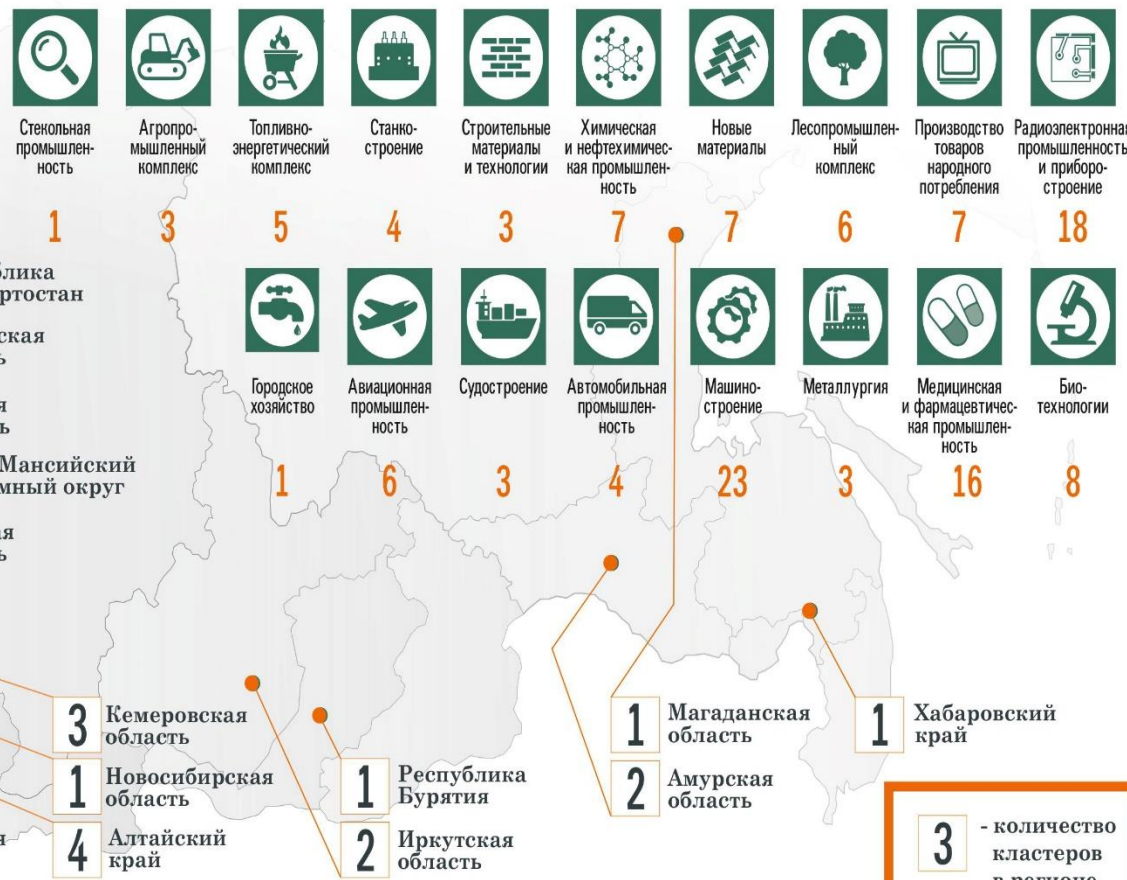 Стекольная
промышлен-
ность
1
Агропро-
мышленный
комплекс
3
Топливно-
энергетический
комплекс
5
Станко-
строение
4
Строительные
материалы
и технологии
3
Химическая
и нефтехимичес-
кая промышлен-
ность
7
Новые
материалы
7
Лесопромышлен-
ный
комплекс
6
Производство
товаров
народного
потребления
7
Радиоэлектронная
промышленность
и приборо-
строение
18
Городское
хозяйство
1
Авиационная
промышлен-
ность
6
Судостроение
3
Автомобильная
промышлен-
ность
4
Машино-
строение
23
Металлургия
3
Медицинская
и фармацевтичес-
кая промышлен-
ность
16
Био-
технологии
8
Мансийский
округ
3 Кемеровская
область
1 Новосибирская
область
4 Алтайский
край
1 Республика
Бурятия
2 Иркутская
область
1 Магаданская
область
2 Амурская
область
1 Хабаровский
край
3 - количество
кластеров
в регионе